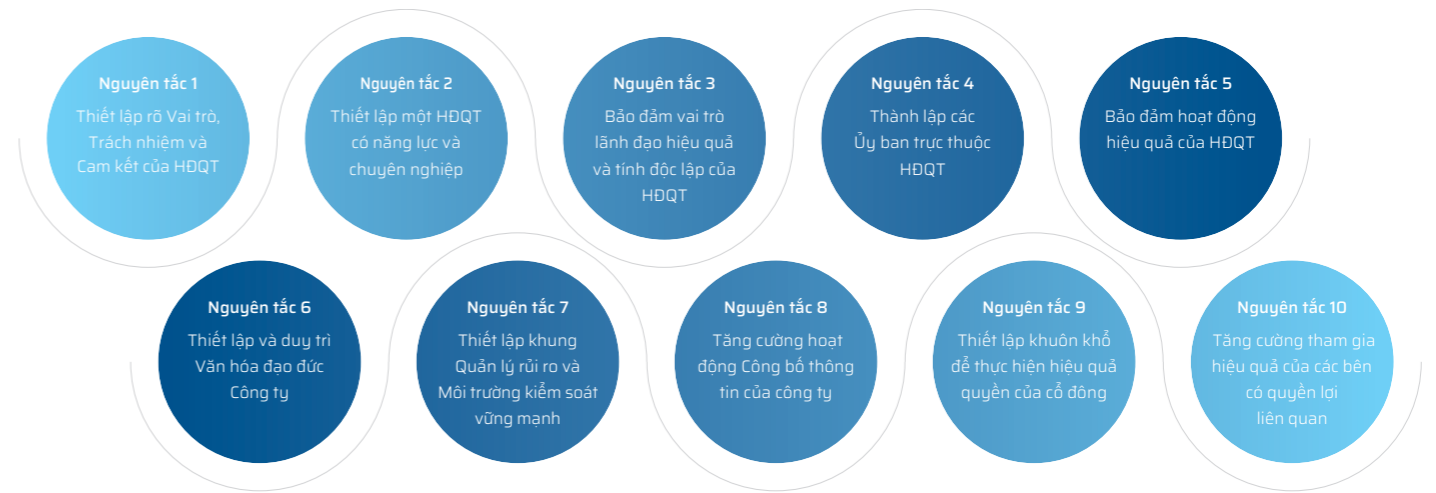 Nguyên tắc 1
Thiết lập rõ Vai trò,
Trách nhiệm và
Cam kết của HĐQT
Nguyên tắc 2
Thiết lập một HĐQT
có năng lực và
chuyên nghiệp
Nguyên tắc 3
Bảo đảm vai trò
lãnh đạo hiệu quả
và tính độc lập của
HĐQT
Nguyên tắc 4
Thành lập các
Ủy ban trực thuộc
HĐQT
Nguyên tắc 5
Bảo đảm hoạt động
hiệu quả của HĐQT
Nguyên tắc 6
Thiết lập và duy trì
Văn hóa đạo đức
Công ty
Nguyên tắc 7
Thiết lập khung
Quản lý rủi ro và
Môi trường kiểm soát
vững mạnh
Nguyên tắc 8
Tăng cường hoạt
động Công bố thông
tin của công ty
Nguyên tắc 9
Thiết lập khuôn khổ
để thực hiện hiệu quả
quyền của cổ đông
Nguyên tắc 10
Tăng cường tham gia
hiệu quả của các bên
có quyền lợi
liên quan